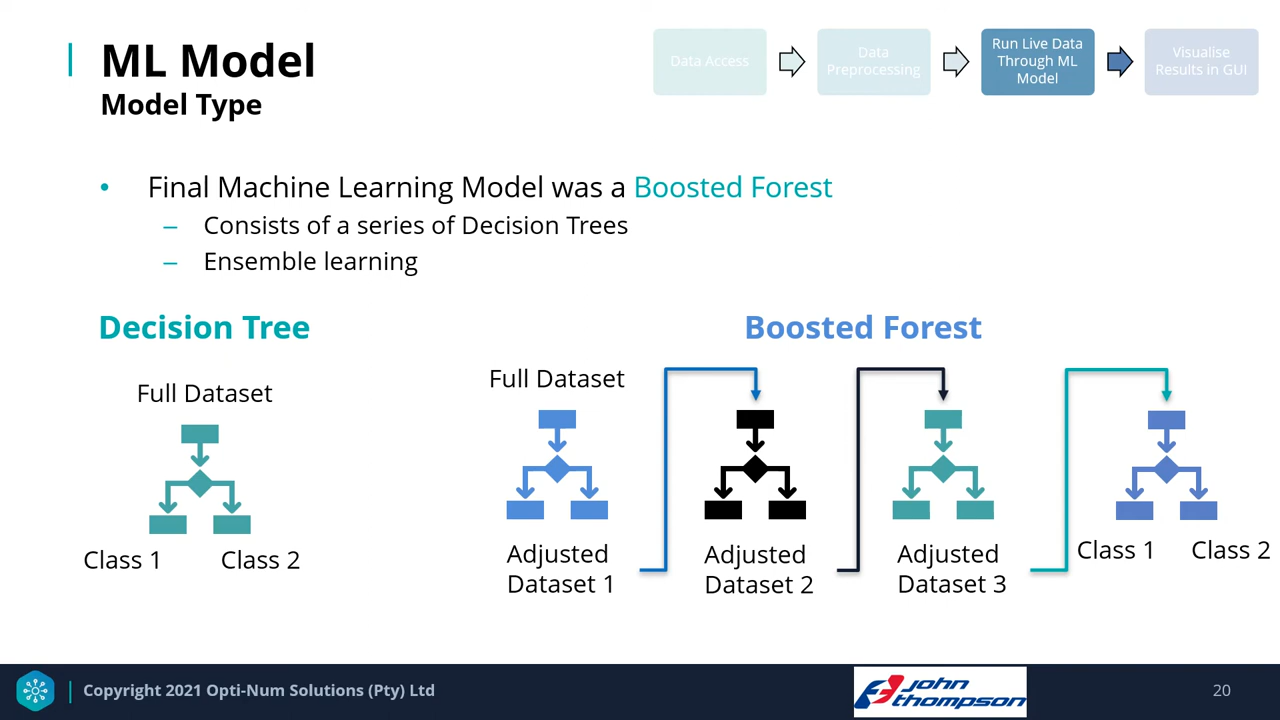 ML Model
Model Type
Data Access
Data
Preprocessing
Run Live Data
Through ML
Model
Visualise
Results in GUI
• Final Machine Learning Model was a Boosted Forest
– Consists of a series of Decision Trees
– Ensemble learning
Decision Tree
Full Dataset
Class 1 Class 2
Boosted Forest
Full Dataset
Adjusted
Dataset 1
Adjusted
Dataset 2
Adjusted
Dataset 3
Class 1 Class 2
Copyright 2021 Opti-Num Solutions (Pty) Ltd
john
thompson
20